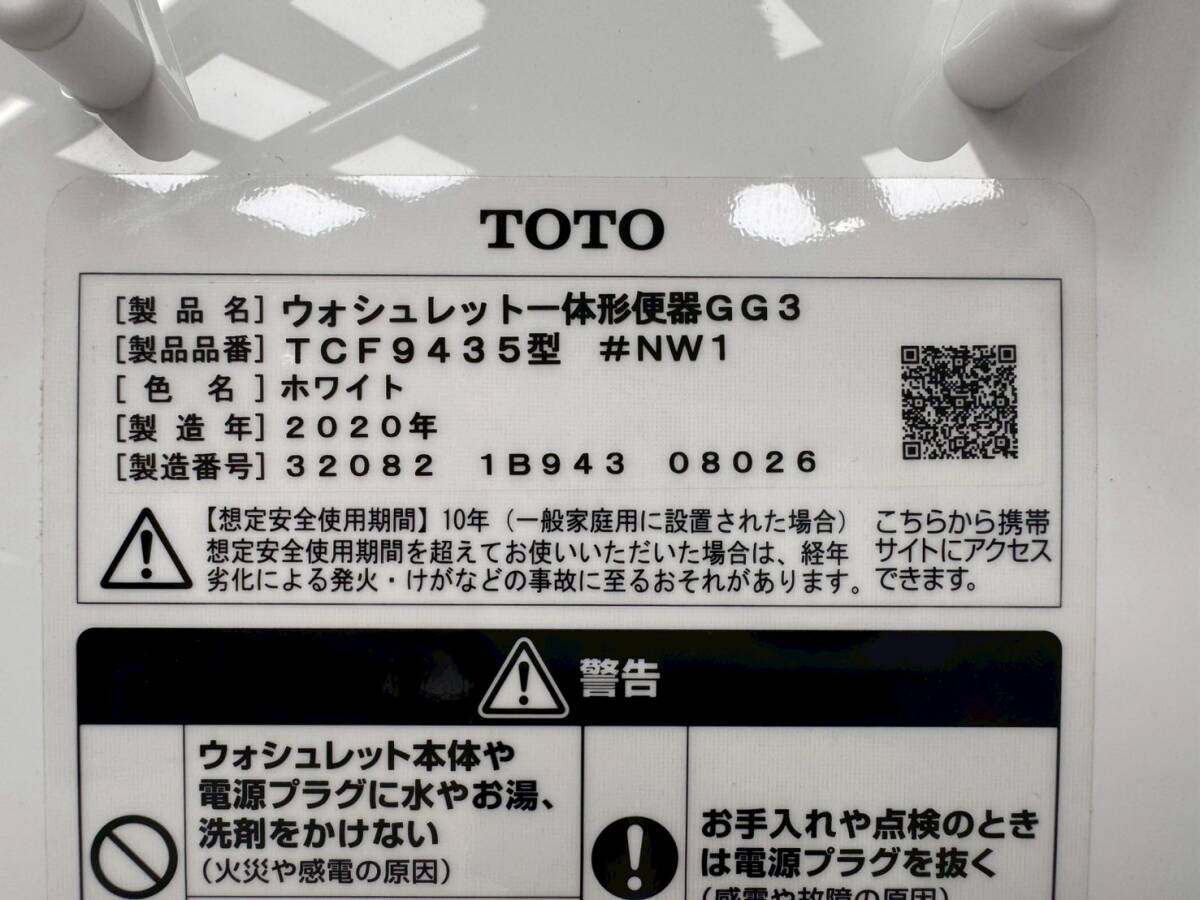 TOTO
[製品名] ウォシュレット一体形便器GG3
[製品品番] TCF9435型 #NW1
[色名] ホワイト
[製造年] 2020年
[製造番号] 32082 1B943 08026
【想定安全使用期間】10年（一般家庭用に設置された場合）
想定安全使用期間を超えてお使いいただいた場合は、経年
劣化による発火・けがなどの事故に至るおそれがあります。
こちらから携帯
サイトにアクセス
できます。
警告
ウォシュレット本体や
電源プラグに水やお湯、
洗剤をかけない
（火災や感電の原因）
お手入れや点検のとき
は電源プラグを抜く
（感電や故障の原因）